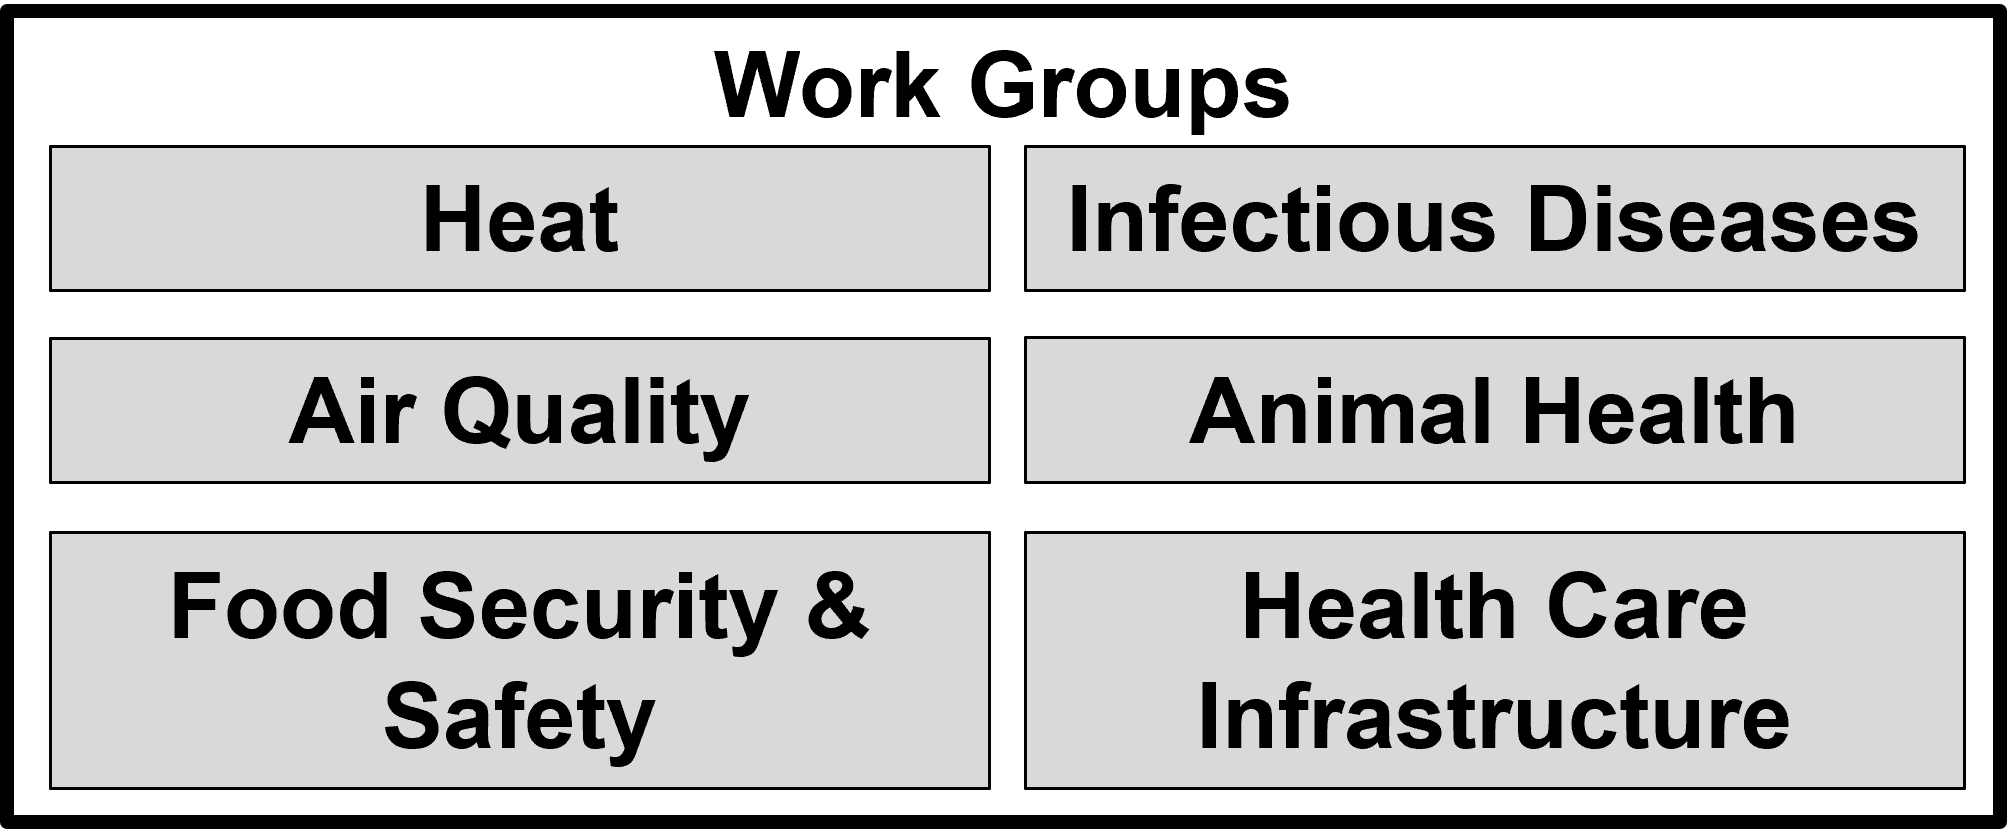 Work Groups
Heat
Infectious Diseases
Air Quality
Animal Health
Food Security &
Safety
Health Care
Infrastructure